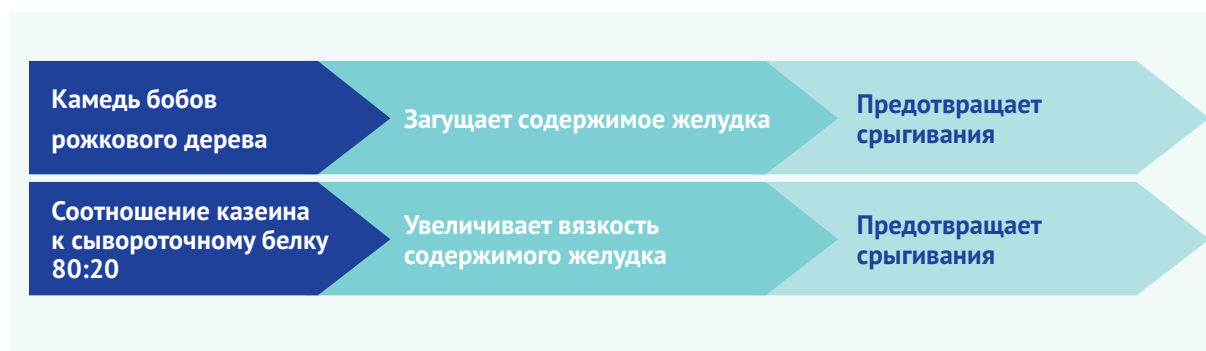 Камедь бобов
рожкового дерева
Загущает содержимое желудка
Предотвращает
срыгивания
Соотношение казеина
к сывороточному белку
80:20
Увеличивает вязкость
содержимого желудка
Предотвращает
срыгивания